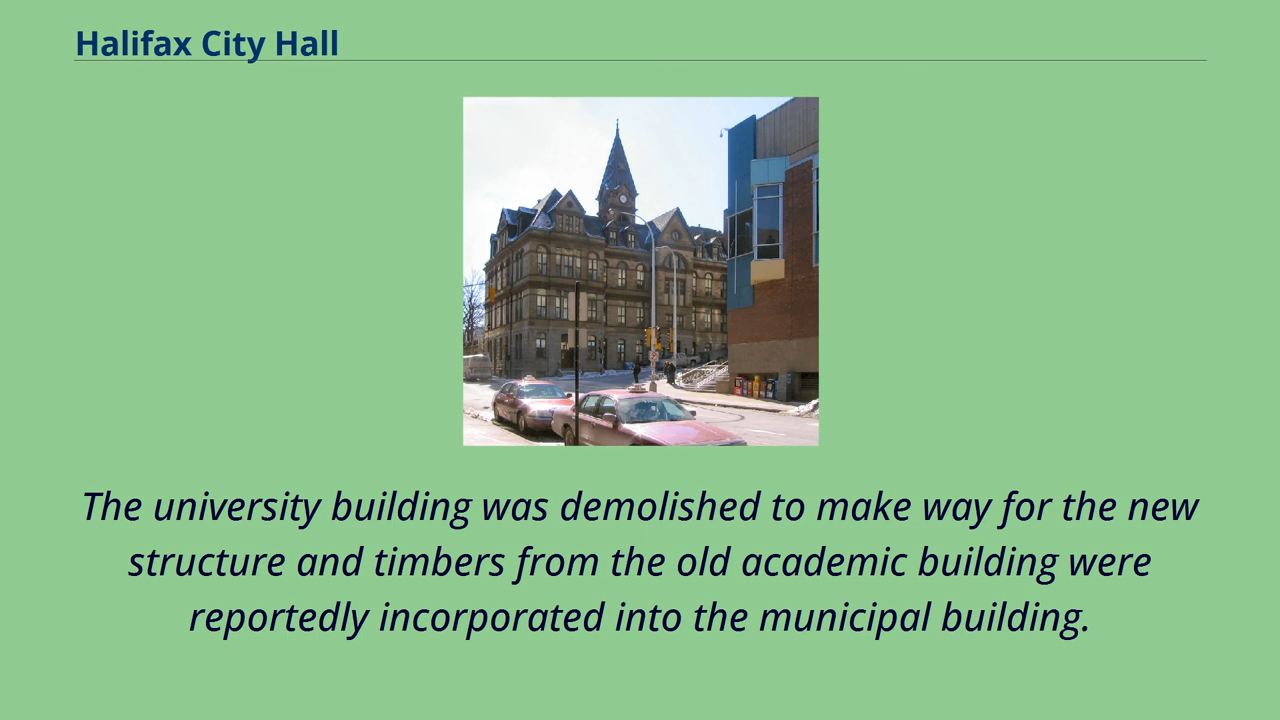 Halifax City Hall
The university building was demolished to make way for the new
structure and timbers from the old academic building were
reportedly incorporated into the municipal building.